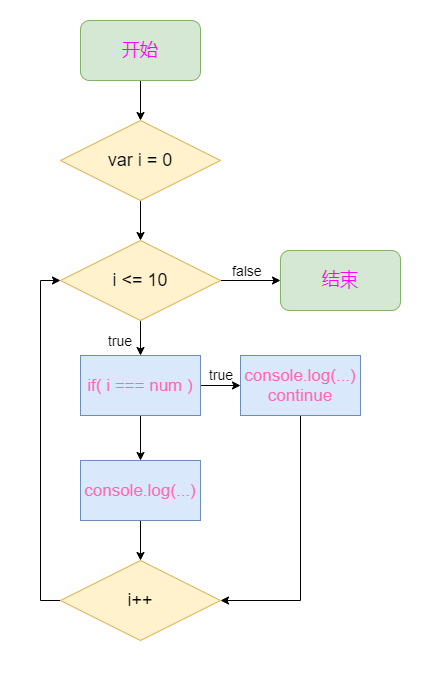 开始
var i = 0
i <= 10
false
结束
true
if( i === num )
true
console.log(...)
continue
console.log(...)
i++